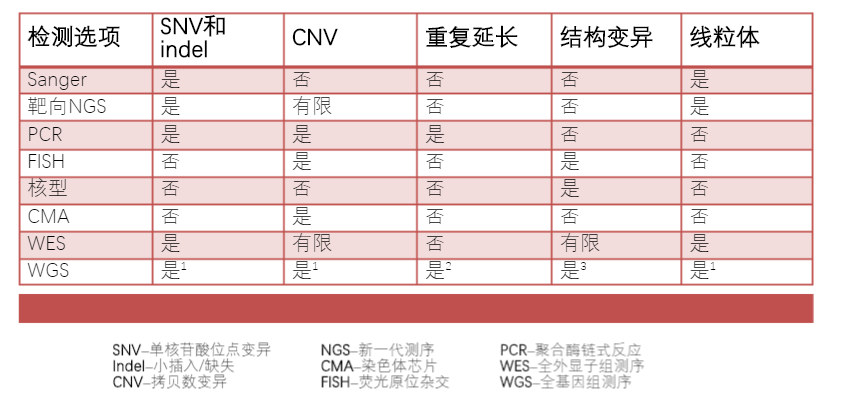 检测选项 SNV和indel CNV 重复延长 结构变异 线粒体
Sanger 是 否 否 否 是
靶向NGS 是 有限 否 否 是
PCR 是 是 是 否 否
FISH 否 是 否 是 否
核型 否 否 否 是 否
CMA 否 是 否 否 否
WES 是 有限 否 有限 是
WGS 是¹ 是¹ 是² 是³ 是¹
SNV–单核苷酸位点变异 NGS–新一代测序 PCR–聚合酶链式反应
Indel–小插入/缺失 CMA–染色体芯片 WES–全外显子组测序
CNV–拷贝数变异 FISH–荧光原位杂交 WGS–全基因组测序